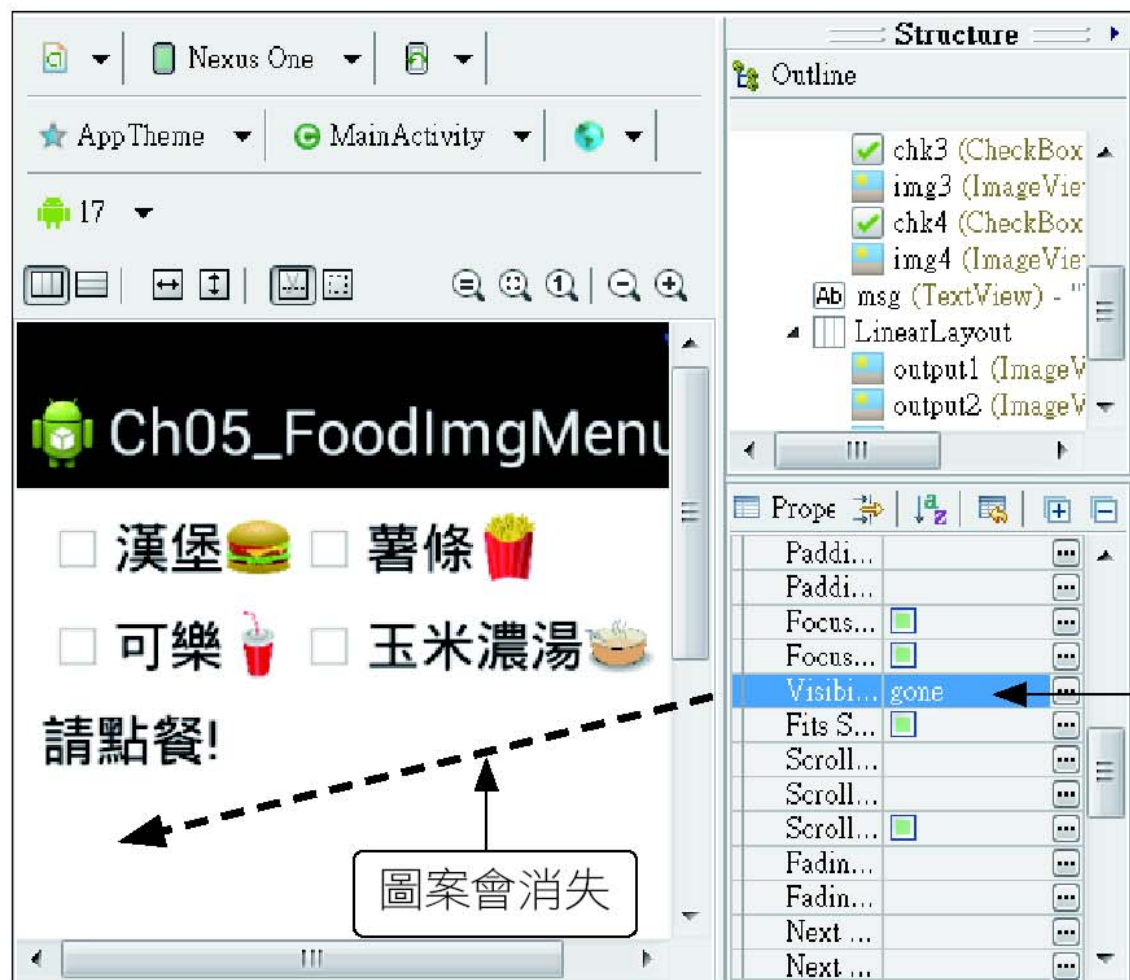 Nexus One
AppTheme
MainActivity
17
Ch05_FoodImgMenu
漢堡 薯條
可樂 玉米濃湯
請點餐!
圖案會消失
Structure
Outline
chk3 (CheckBox
img3 (ImageVie
chk4 (CheckBox
img4 (ImageVie
Ab msg (TextView) - "
LinearLayout
output1 (ImageV
output2 (ImageV
Prope
Paddi...
Paddi...
Focus...
Focus...
Visibi... gone
Fits S...
Scroll...
Scroll...
Scroll...
Fadin...
Fadin...
Next ...
Next ...